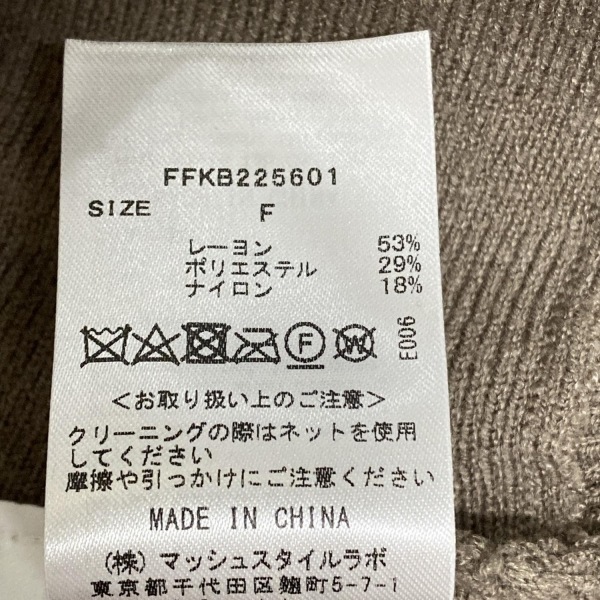 FFKB225601
SIZE F
レーヨン 53%
ポリエステル 29%
ナイロン 18%
F W E006
<お取り扱い上のご注意>
クリーニングの際はネットを使用
してください
摩擦や引っかけにご注意ください
MADE IN CHINA
(株)マッシュスタイルラボ
東京都千代田区麹町5-7-1